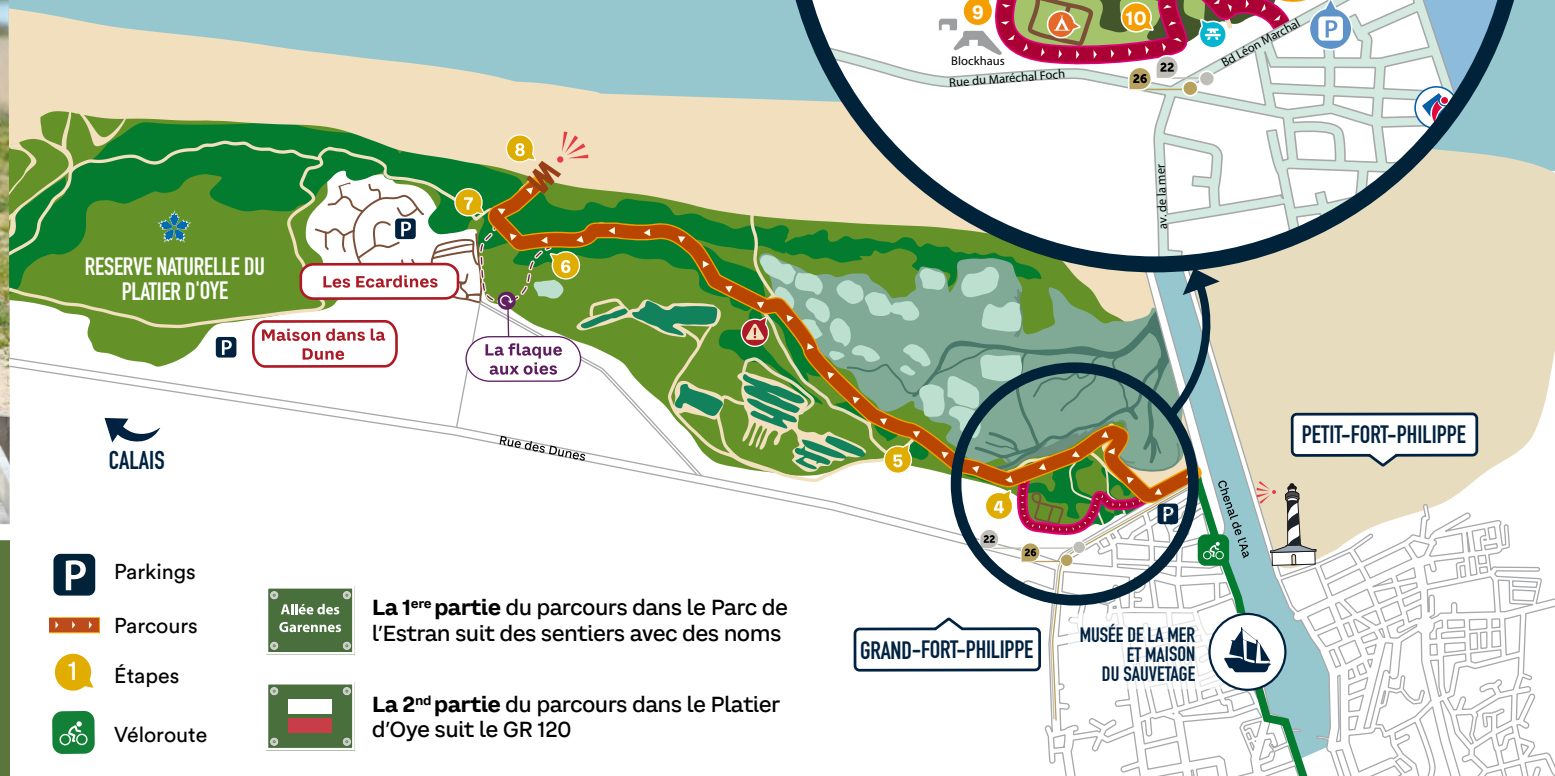 9
10
P
Blockhaus
Bd Léon Marchal
Rue du Maréchal Foch
26
22
av. de la mer
8
7
P
6
RESERVE NATURELLE DU
PLATIER D'OYE
Les Ecardines
Maison dans la
Dune
P
La flaque
aux oies
CALAIS
Rue des Dunes
5
4
22
26
P
PETIT-FORT-PHILIPPE
Chenal de l'Aa
GRAND-FORT-PHILIPPE
MUSÉE DE LA MER
ET MAISON
DU SAUVETAGE
P Parkings
Parcours
1 Étapes
Véloroute
Allée des
Garennes
La 1ere partie du parcours dans le Parc de
l'Estran suit des sentiers avec des noms
La 2nd partie du parcours dans le Platier
d'Oye suit le GR 120